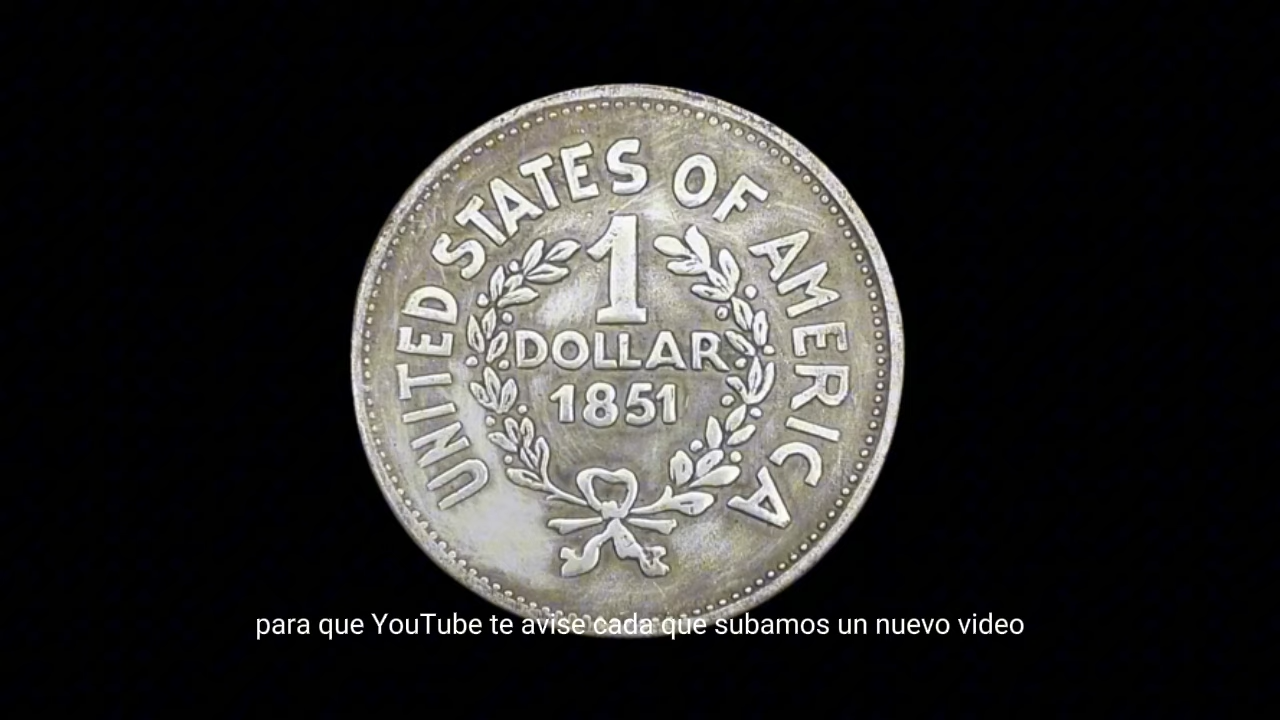 UNITED STATES OF AMERICA
1
DOLLAR
1851
para que YouTube te avise cada que subamos un nuevo video